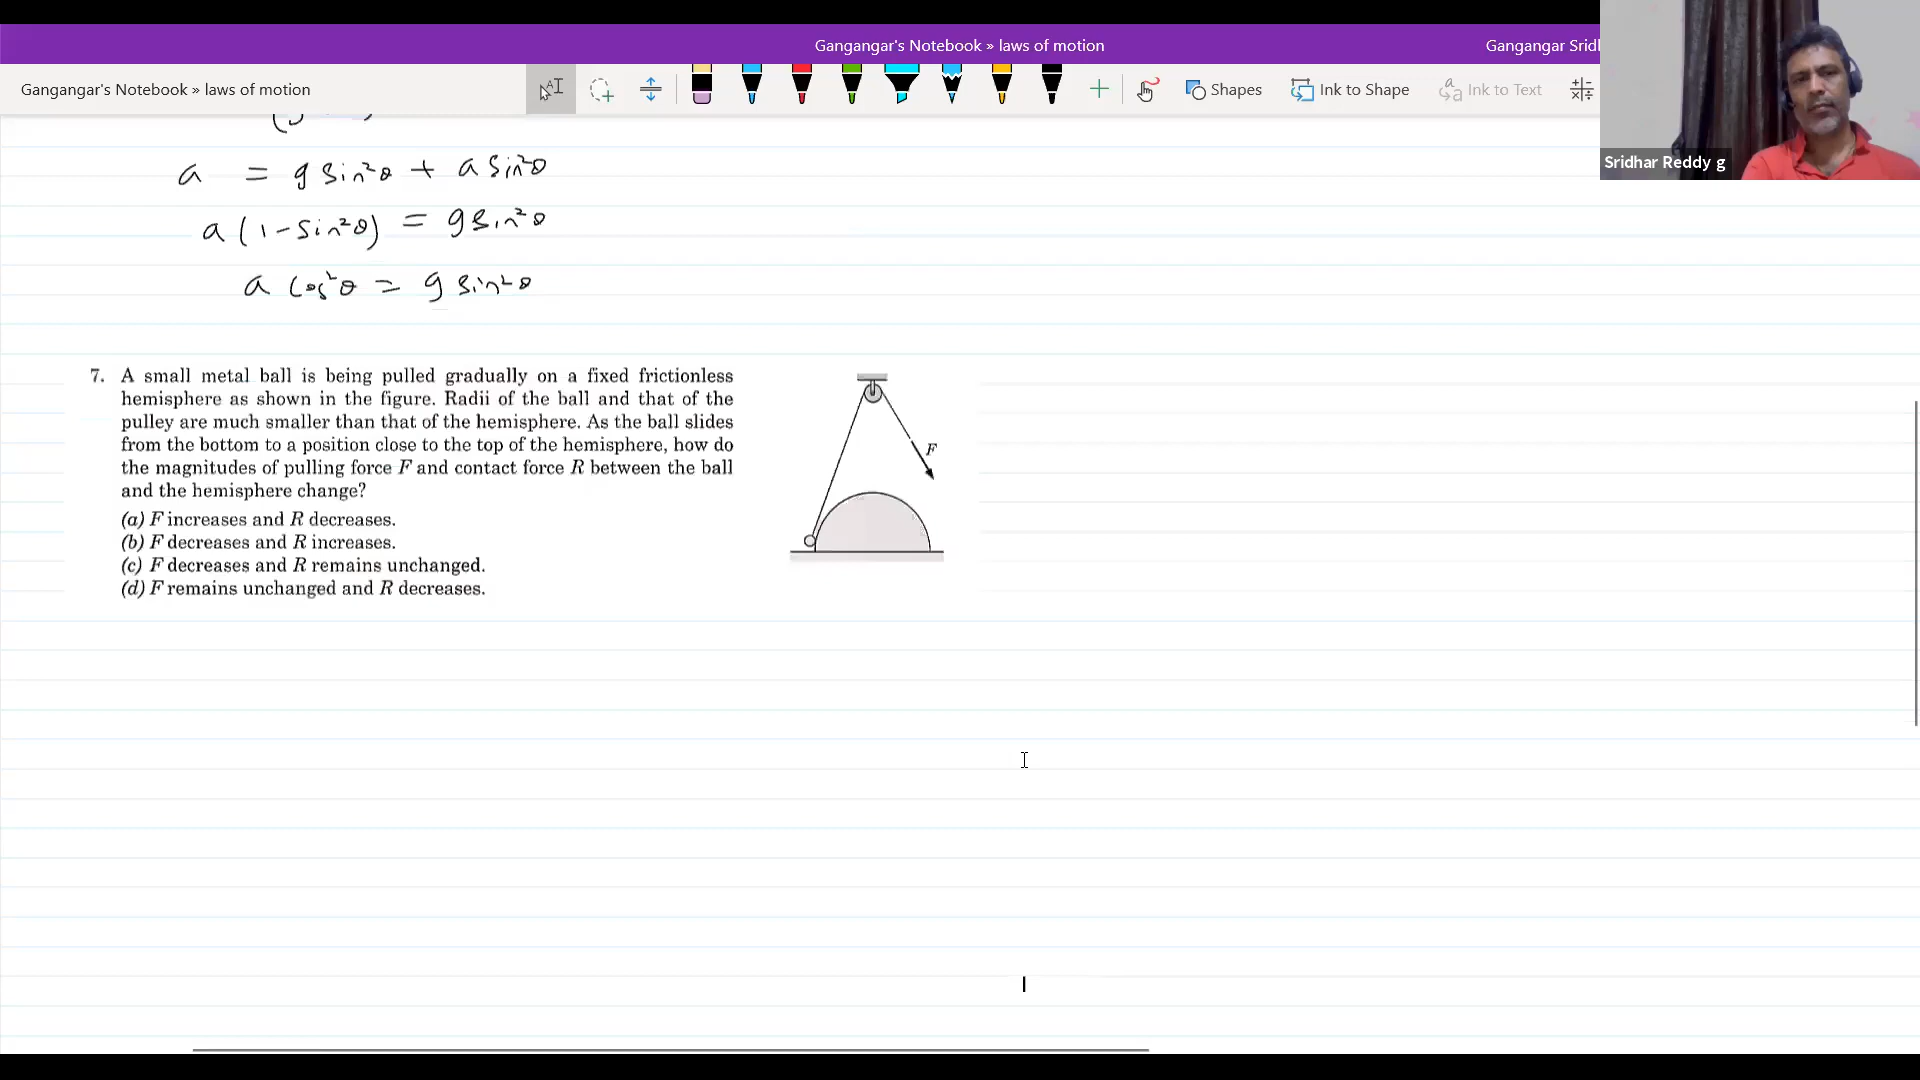 Gangangar's Notebook » laws of motion
Gangangar Sridl
Gangangar's Notebook » laws of motion
Shapes
Ink to Shape
Ink to Text
Sridhar Reddy g
a = g sin²θ + a sin²θ
a (1 - sin²θ) = g sin²θ
a cos²θ = g sin²θ
7. A small metal ball is being pulled gradually on a fixed frictionless
hemisphere as shown in the figure. Radii of the ball and that of the
pulley are much smaller than that of the hemisphere. As the ball slides
from the bottom to a position close to the top of the hemisphere, how do
the magnitudes of pulling force F and contact force R between the ball
and the hemisphere change?
(a) F increases and R decreases.
(b) F decreases and R increases.
(c) F decreases and R remains unchanged.
(d) F remains unchanged and R decreases.
F